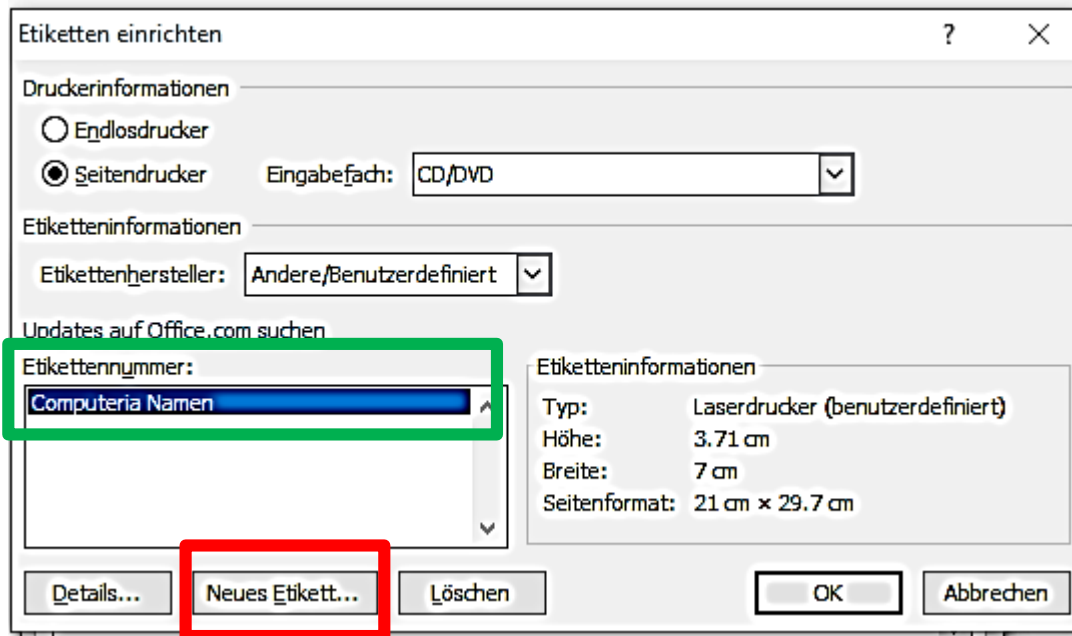 Etiketten einrichten
Druckerinformationen
Endlosdrucker
Seitendrucker Eingabefach: CD/DVD
Etiketteninformationen
Etikettenhersteller: Andere/Benutzerdefiniert
Updates auf Office.com suchen
Etikettennummer:
Computeria Namen
Etiketteninformationen
Typ: Laserdrucker (benutzerdefiniert)
Höhe: 3.71 cm
Breite: 7 cm
Seitenformat: 21 cm × 29.7 cm
Details... Neues Etikett... Löschen OK Abbrechen